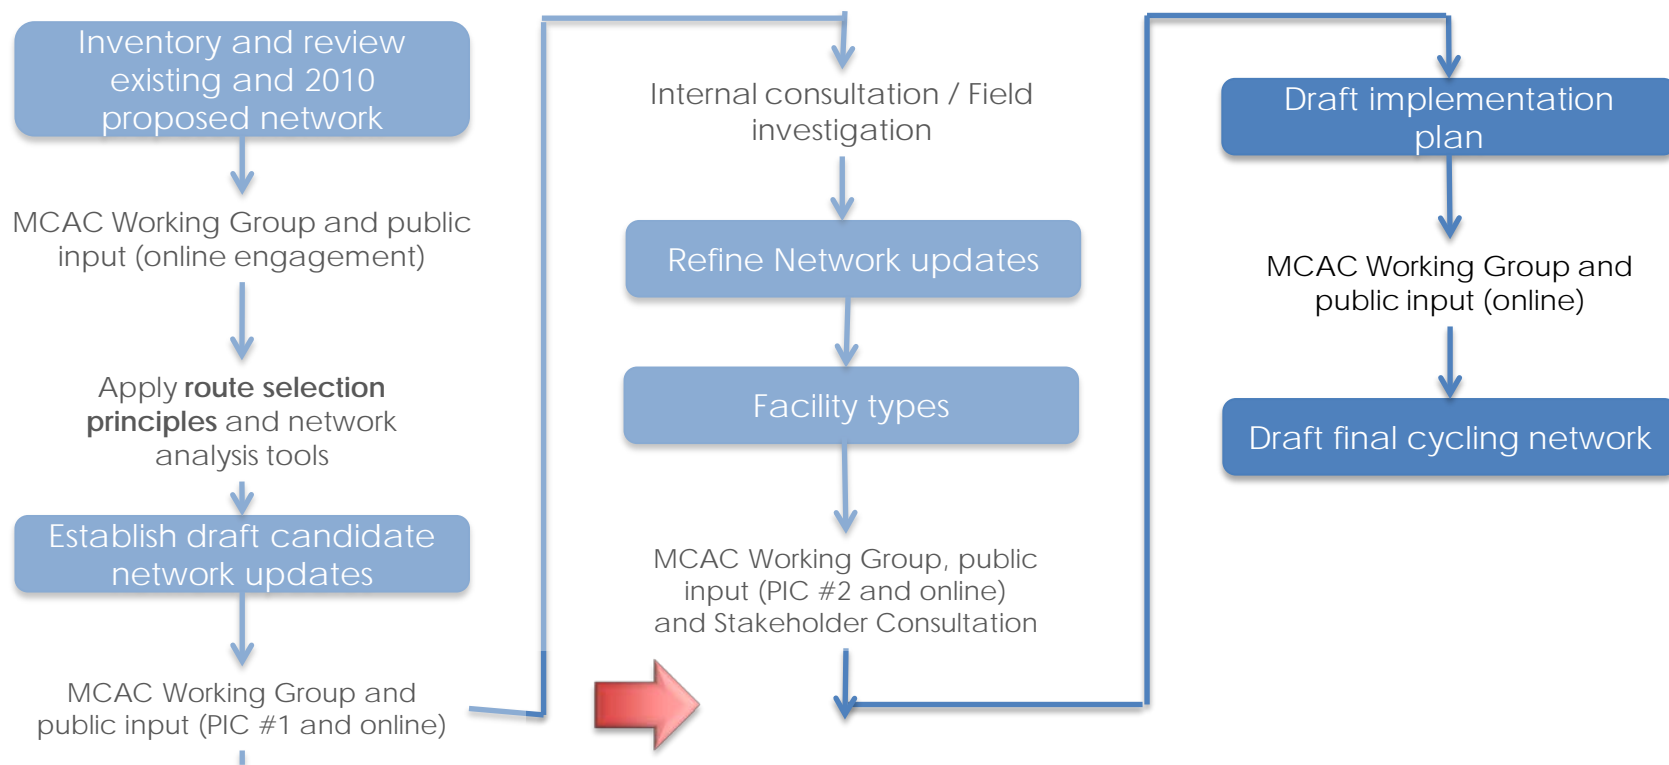 Inventory and review
existing and 2010
proposed network
MCAC Working Group and public
input (online engagement)
Apply route selection
principles and network
analysis tools
Establish draft candidate
network updates
MCAC Working Group and
public input (PIC #1 and online)
Internal consultation / Field
investigation
Refine Network updates
Facility types
MCAC Working Group, public
input (PIC #2 and online)
and Stakeholder Consultation
Draft implementation
plan
MCAC Working Group and
public input (online)
Draft final cycling network